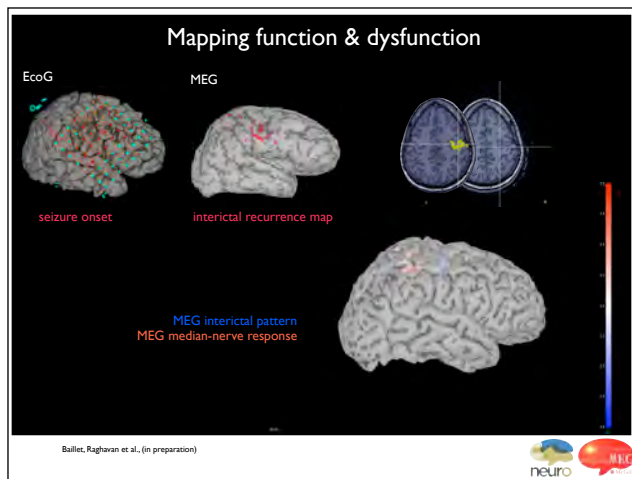 Mapping function & dysfunction
EcoG
MEG
seizure onset
interictal recurrence map
MEG interictal pattern
MEG median-nerve response
Baillet, Raghavan et al., (in preparation)
neuro
MEG